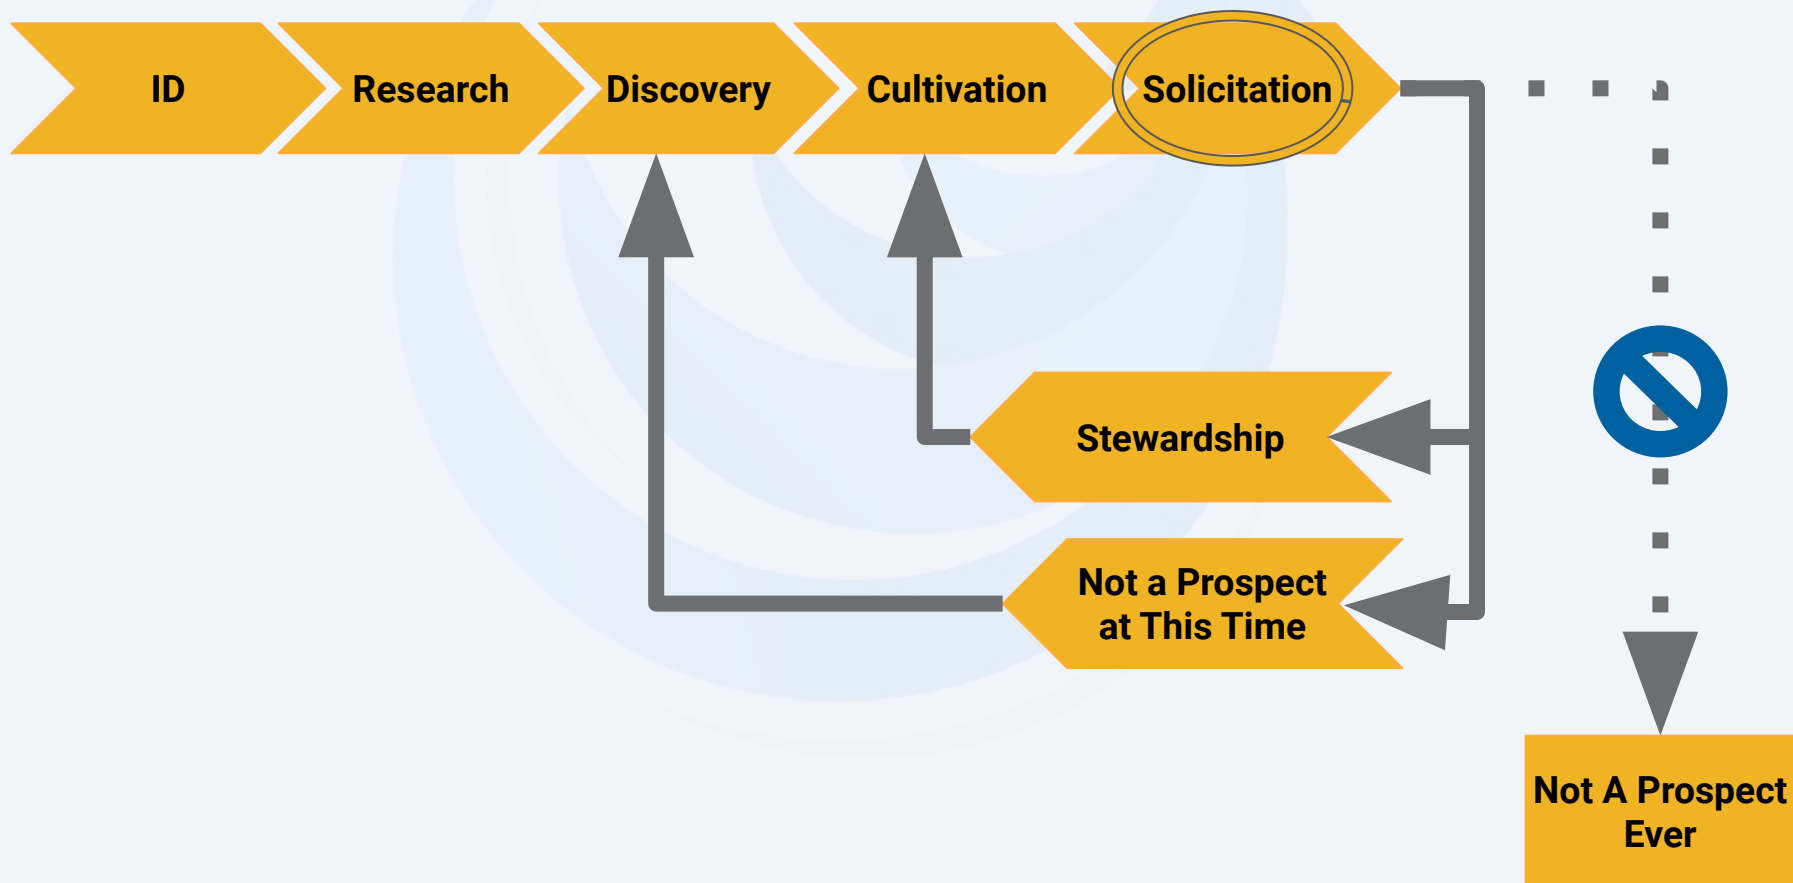 ID
Research
Discovery
Cultivation
Solicitation
Stewardship
Not a Prospect
at This Time
Not A Prospect
Ever